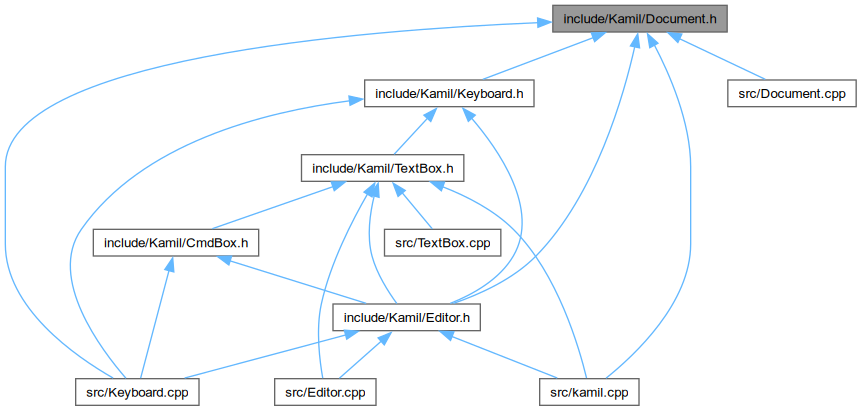 include/Kamil/Document.h
include/Kamil/Keyboard.h
src/Document.cpp
include/Kamil/TextBox.h
include/Kamil/CmdBox.h
src/TextBox.cpp
include/Kamil/Editor.h
src/Keyboard.cpp
src/Editor.cpp
src/kamil.cpp